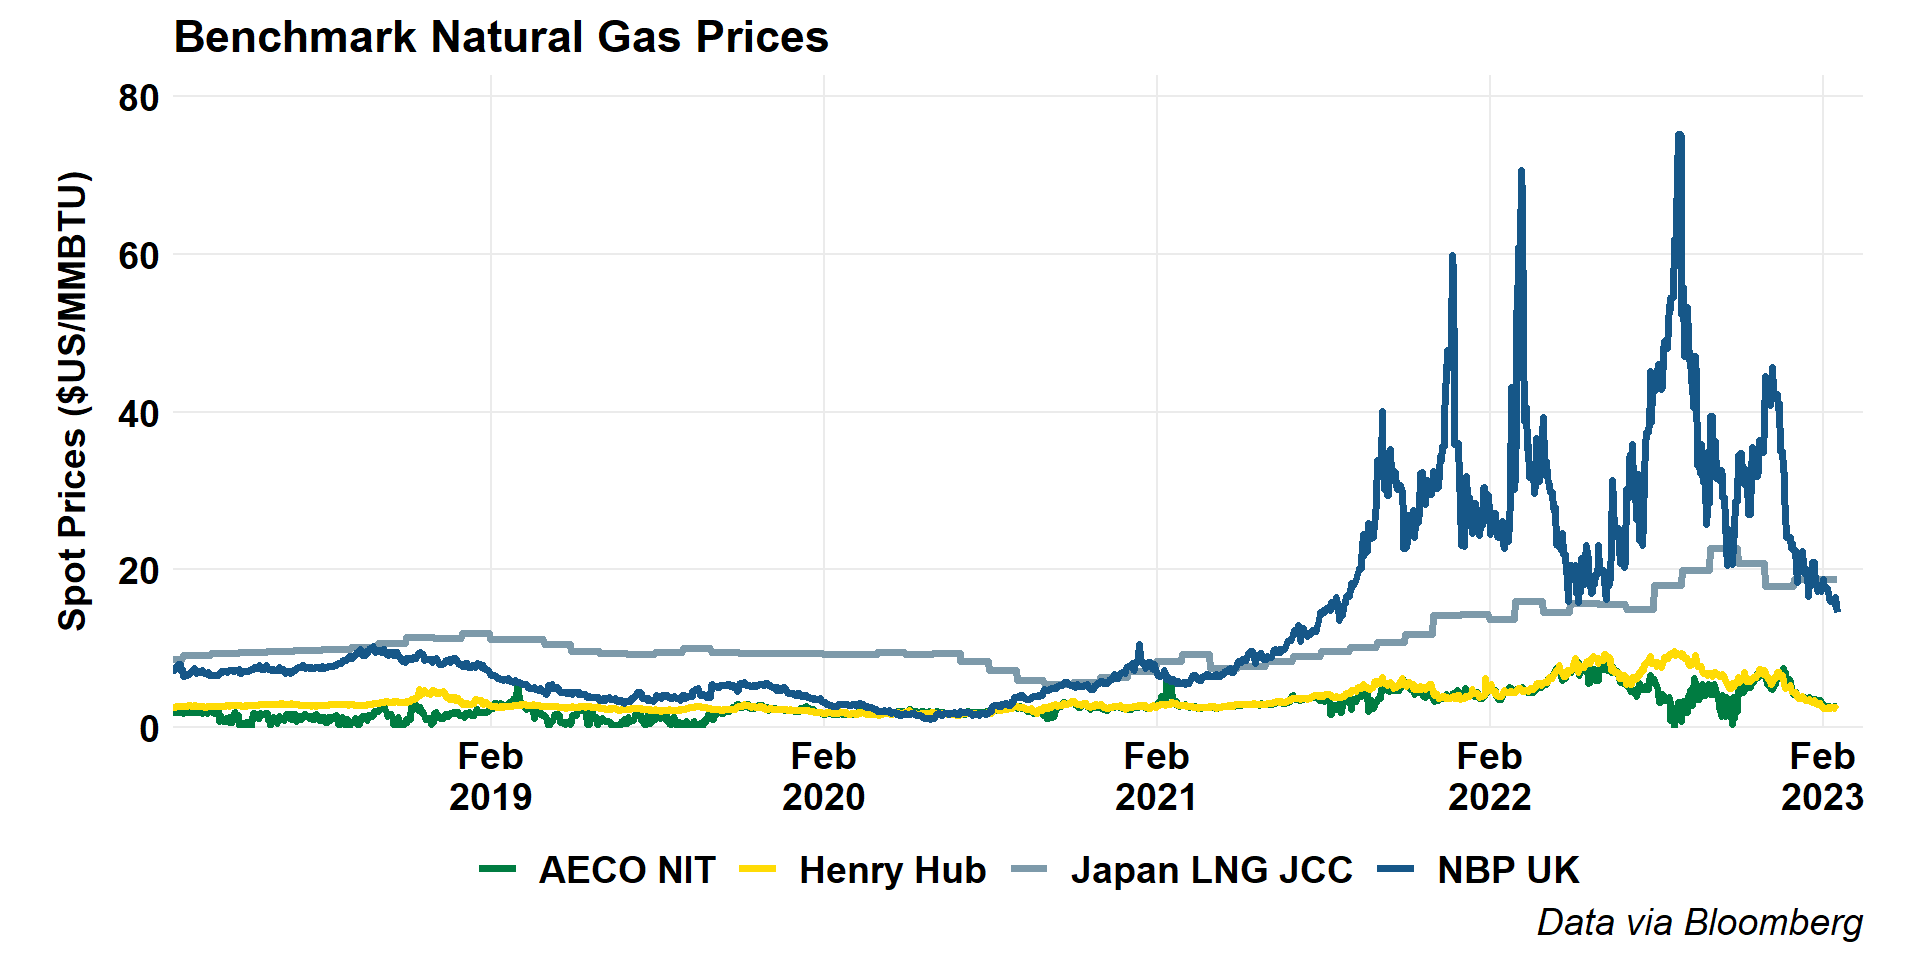 Benchmark Natural Gas Prices
Spot Prices ($US/MMBTU)
80
60
40
20
0
Feb Feb Feb Feb Feb
2019 2020 2021 2022 2023
AECO NIT Henry Hub Japan LNG JCC NBP UK
Data via Bloomberg